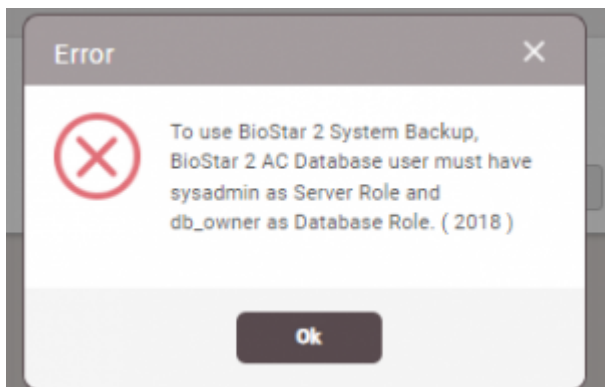 Error
To use BioStar 2 System Backup,
BioStar 2 AC Database user must have
sysadmin as Server Role and
db_owner as Database Role. ( 2018 )
Ok